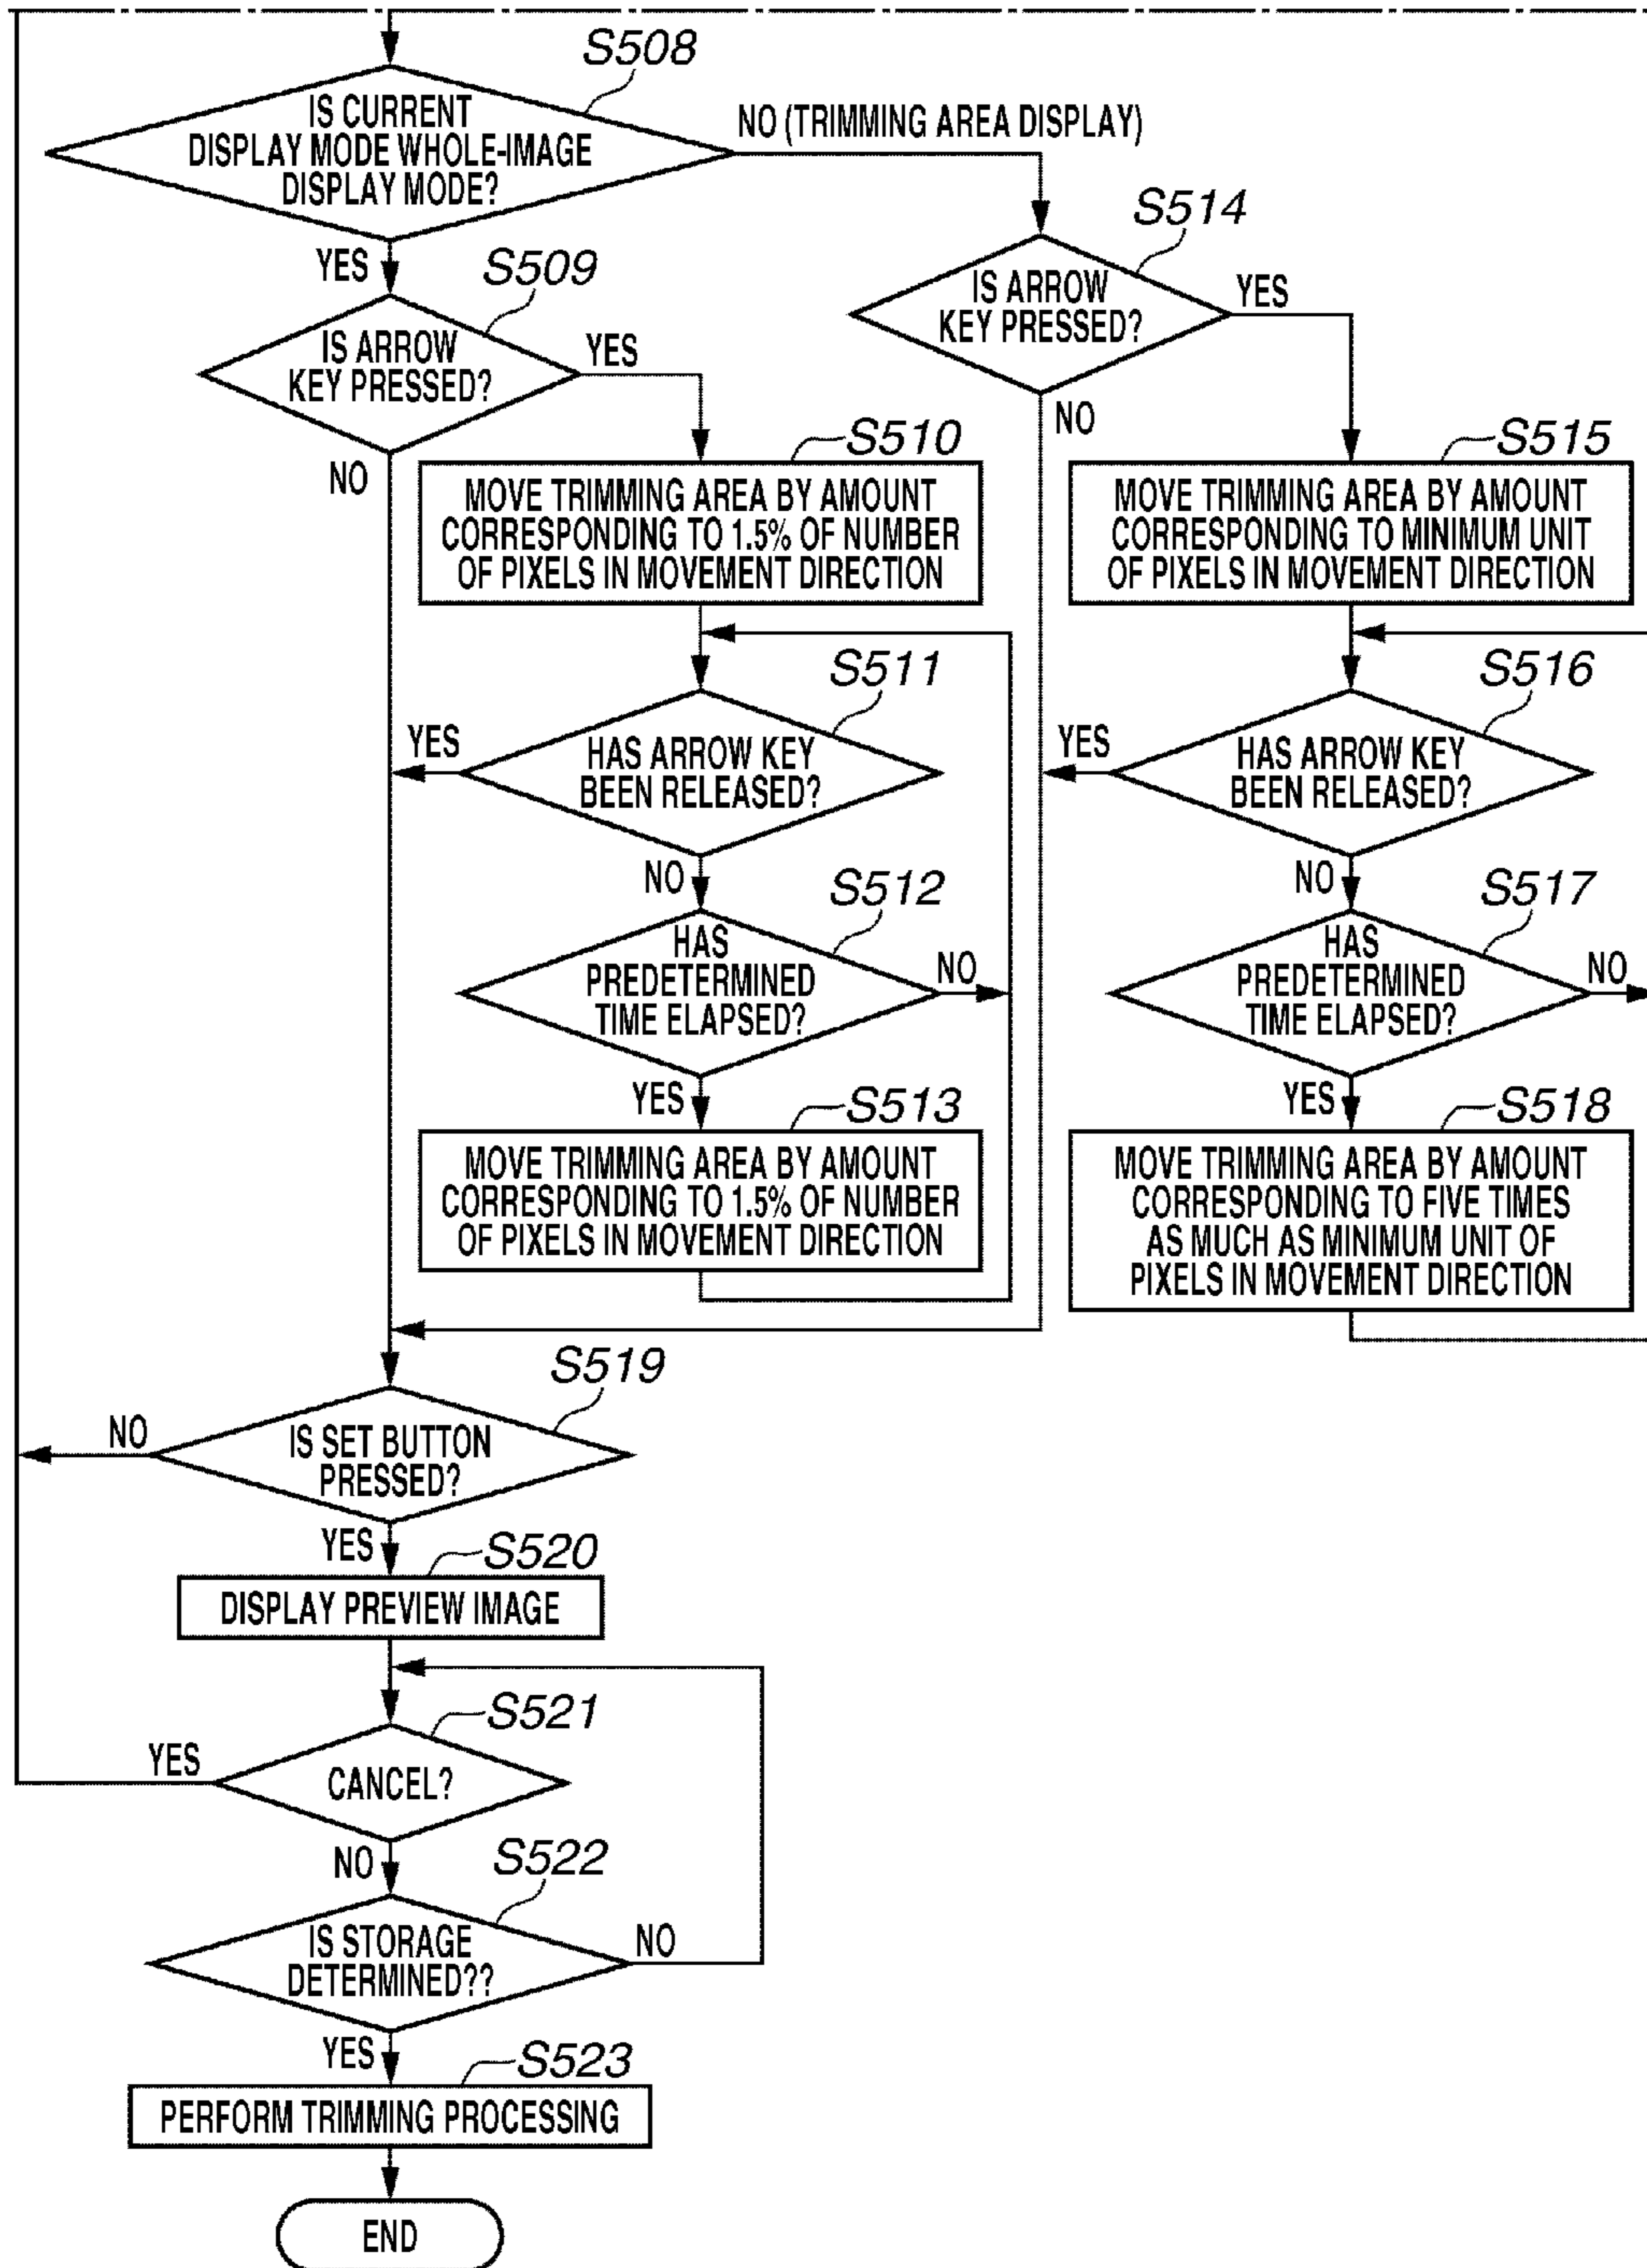 S508
IS CURRENT
DISPLAY MODE WHOLE-IMAGE
DISPLAY MODE?
NO (TRIMMING AREA DISPLAY)
YES
S509
IS ARROW
KEY PRESSED?
YES
NO
S514
IS ARROW
KEY PRESSED?
YES
NO
S510
MOVE TRIMMING AREA BY AMOUNT
CORRESPONDING TO 1.5% OF NUMBER
OF PIXELS IN MOVEMENT DIRECTION
S511
HAS ARROW KEY
BEEN RELEASED?
YES
NO
S512
HAS
PREDETERMINED
TIME ELAPSED?
NO
YES
S513
MOVE TRIMMING AREA BY AMOUNT
CORRESPONDING TO 1.5% OF NUMBER
OF PIXELS IN MOVEMENT DIRECTION
S515
MOVE TRIMMING AREA BY AMOUNT
CORRESPONDING TO MINIMUM UNIT
OF PIXELS IN MOVEMENT DIRECTION
S516
HAS ARROW KEY
BEEN RELEASED?
YES
NO
S517
HAS
PREDETERMINED
TIME ELAPSED?
NO
YES
S518
MOVE TRIMMING AREA BY AMOUNT
CORRESPONDING TO FIVE TIMES
AS MUCH AS MINIMUM UNIT OF
PIXELS IN MOVEMENT DIRECTION
S519
IS SET BUTTON
PRESSED?
NO
YES
S520
DISPLAY PREVIEW IMAGE
S521
CANCEL?
YES
NO
S522
IS STORAGE
DETERMINED??
NO
YES
S523
PERFORM TRIMMING PROCESSING
END